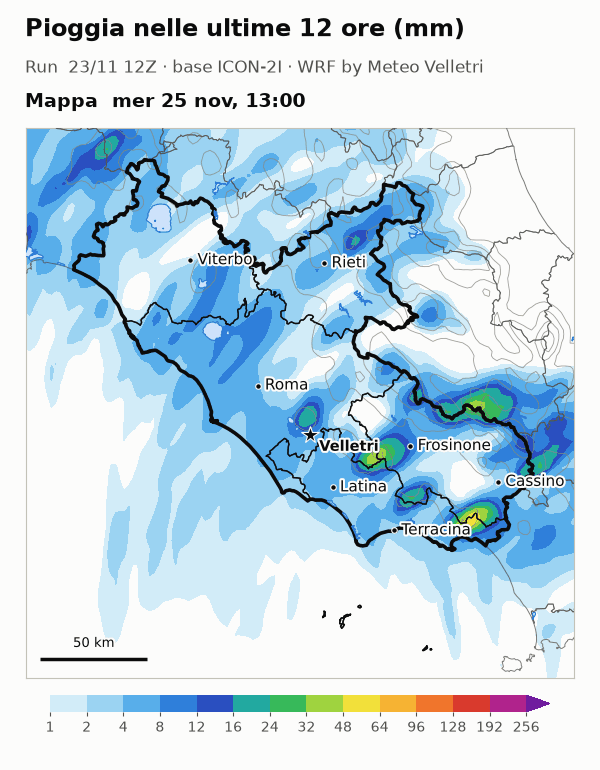 Pioggia nelle ultime 12 ore (mm)
Run  23/11 12Z · base ICON-2I · WRF by Meteo Velletri
Mappa  mer 25 nov, 13:00
Viterbo
Rieti
Roma
Velletri
Frosinone
Latina
Cassino
Terracina
50 km
1 2 4 8 12 16 24 32 48 64 96 128 192 256